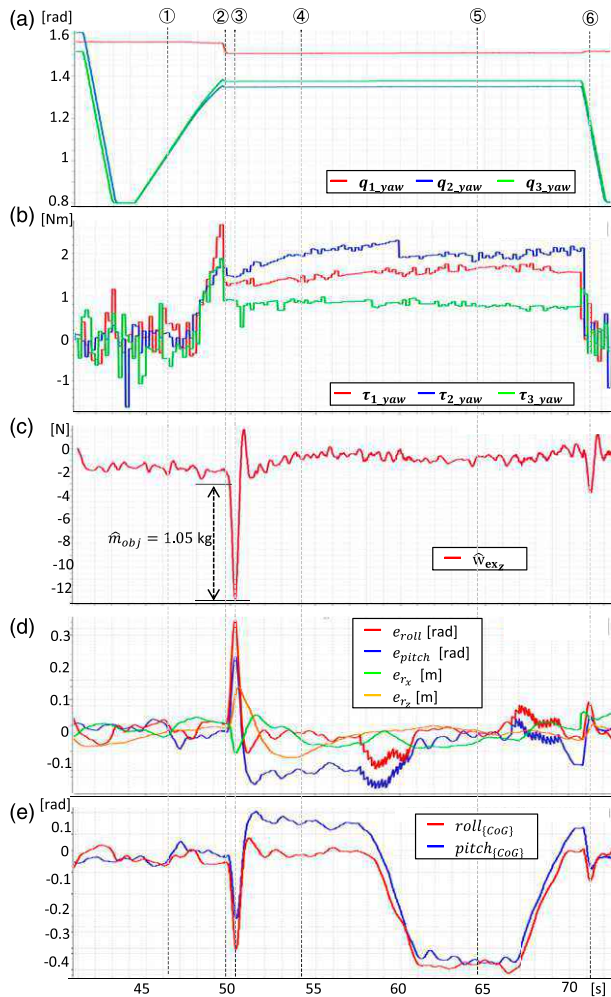 (a) [rad] ① ② ③ ④ ⑤ ⑥
1.6
1.4
1.2
1
0.8
q1_yaw q2_yaw q3_yaw
(b) [Nm]
2
1
0
-1
τ1_yaw τ2_yaw τ3_yaw
(c) [N]
0
-2
-4
-6
-8
-10
-12
m̂obj = 1.05 kg
ŵexz
(d)
0.3
0.2
0.1
0
-0.1
eroll [rad]
epitch [rad]
erx [m]
erz [m]
(e) [rad]
0.1
0
-0.1
-0.2
-0.3
-0.4
roll{CoG}
pitch{CoG}
45 50 55 60 65 70 [s]